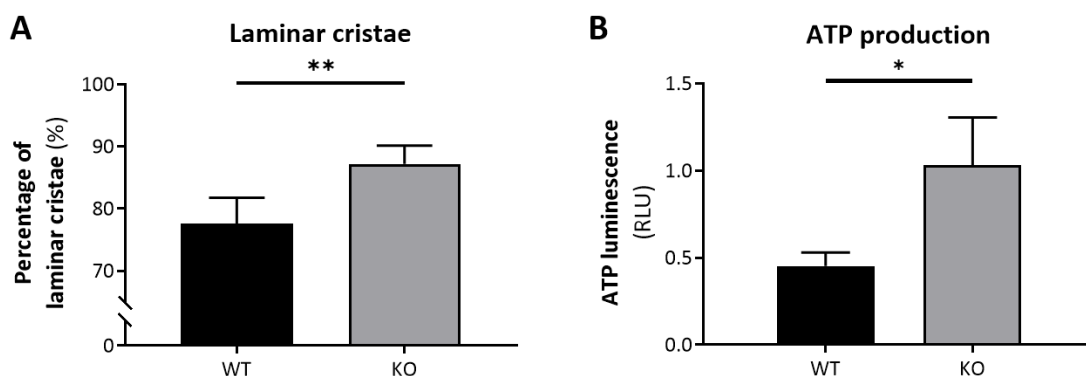 A
Laminar cristae
**
Percentage of
laminar cristae (%)
100
90
80
70
0
WT
KO
B
ATP production
*
ATP luminescence
(RLU)
1.5
1.0
0.5
0.0
WT
KO